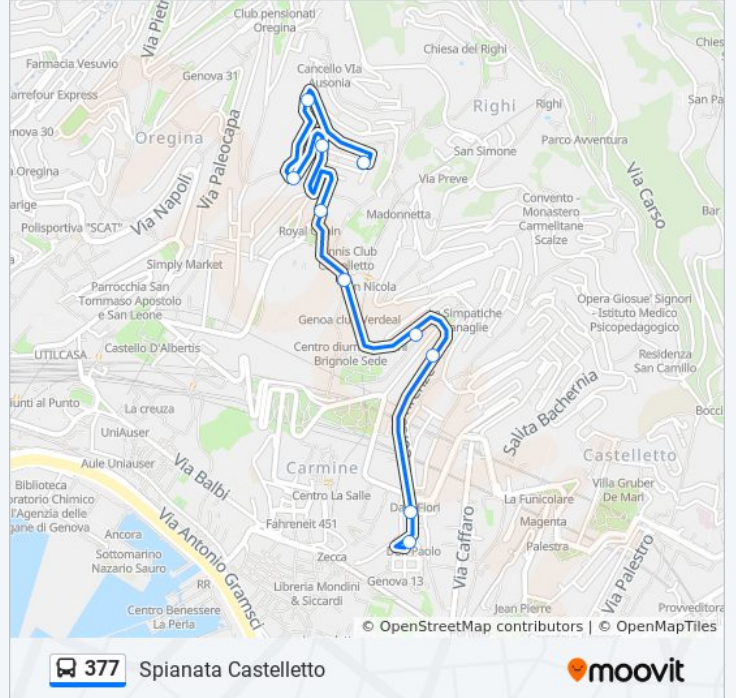 Via Pietr
Club pensionati
Oregina
Chiesa del Righi
Chies
Farmacia Vesuvio
Genova 31
Cancello VIa
Ausonia
arrefour Express
Righi
Righi
San Pa
nova 30
Oregina
Via Paleocapa
Parco Avventura
San Simone
Oregina
Via Napoli
Via Preve
Via Carso
arige
Convento -
Monastero
Carmelitane
Scalze
Bar
Polisportiva "SCAT"
Madonnetta
Royal
Simply Market
nnis Club
Parrocchia San
Tommaso Apostolo
e San Leone
n Nicola
Opera Giosue' Signori
- Istituto Medico
Psicopedagogico
Genoa clu
Verdeal
Simpatiche
anaglie
UTILCASA
Castello D'Albertis
Centro diurn
Brignole Sede
Residenza
San Camillo
iunti al Punto
La creuza
Salita Bachernia
Bocci
UniAuser
Castelletto
Aule Uniauser
Via Balbi
Carmine
Villa Gruber
De Mari
Biblioteca
oratorio Chimico
l'Agenzia delle
gane di Genova
Centro La Salle
La Funicolare
Fahreneit 451
Magenta
Via Antonio Gramsci
Ancora
Zecca
Via Caffaro
Palestra
Sottomarino
Nazario Sauro
Genova 13
Via Palestro
RR
Libreria Mondini
& Siccardi
Centro Benessere
La Perla
Jean Pierre
Provveditora
© OpenStreetMap contributors | © OpenMapTiles
377 Spianata Castelletto
moovit